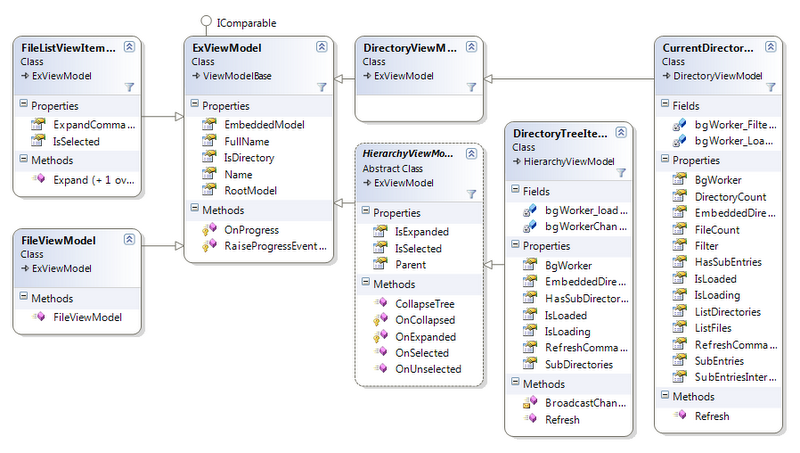 IComparable
FileListViewItem...
Class
ExViewModel
Properties
ExpandComma...
IsSelected
Methods
Expand (+ 1 ov...
FileViewModel
Class
ExViewModel
Methods
FileViewModel
ExViewModel
Class
ViewModelBase
Properties
EmbeddedModel
FullName
IsDirectory
Name
RootModel
Methods
OnProgress
RaiseProgressEvent...
DirectoryViewM...
Class
ExViewModel
HierarchyViewMo...
Abstract Class
ExViewModel
Properties
IsExpanded
IsSelected
Parent
Methods
CollapseTree
OnCollapsed
OnExpanded
OnSelected
OnUnselected
DirectoryTreeIte...
Class
HierarchyViewModel
Fields
bgWorker_load...
bgWorkerChan...
Properties
BgWorker
EmbeddedDirec...
HasSubDirector...
IsLoaded
IsLoading
RefreshComma...
SubDirectories
Methods
BroadcastChan...
Refresh
CurrentDirector...
Class
DirectoryViewModel
Fields
bgWorker_Filte...
bgWorker_Loa...
Properties
BgWorker
DirectoryCount
EmbeddedDire...
FileCount
Filter
HasSubEntries
IsLoaded
IsLoading
ListDirectories
ListFiles
RefreshComma...
SubEntries
SubEntriesInter...
Methods
Refresh